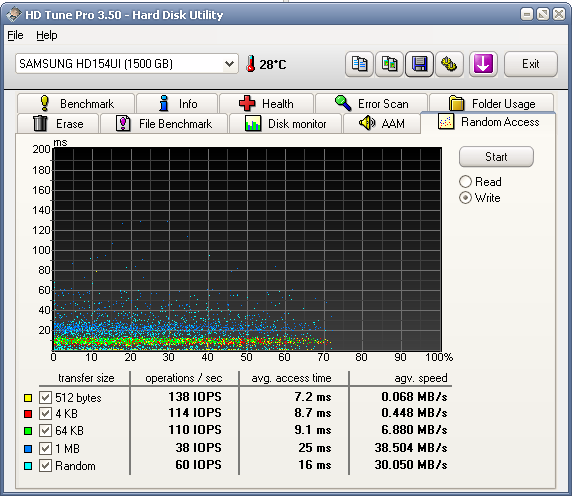 HD Tune Pro 3.50 - Hard Disk Utility
File Help
SAMSUNG HD154UI (1500 GB) 28°C Exit
Benchmark Info Health Error Scan Folder Usage
Erase File Benchmark Disk monitor AAM Random Access
ms
200
180
160
140
120
100
80
60
40
20
0 10 20 30 40 50 60 70 80 90 100%
Start
Read
Write
transfer size operations / sec avg. access time agv. speed
512 bytes 138 IOPS 7.2 ms 0.068 MB/s
4 KB 114 IOPS 8.7 ms 0.448 MB/s
64 KB 110 IOPS 9.1 ms 6.880 MB/s
1 MB 38 IOPS 25 ms 38.504 MB/s
Random 60 IOPS 16 ms 30.050 MB/s